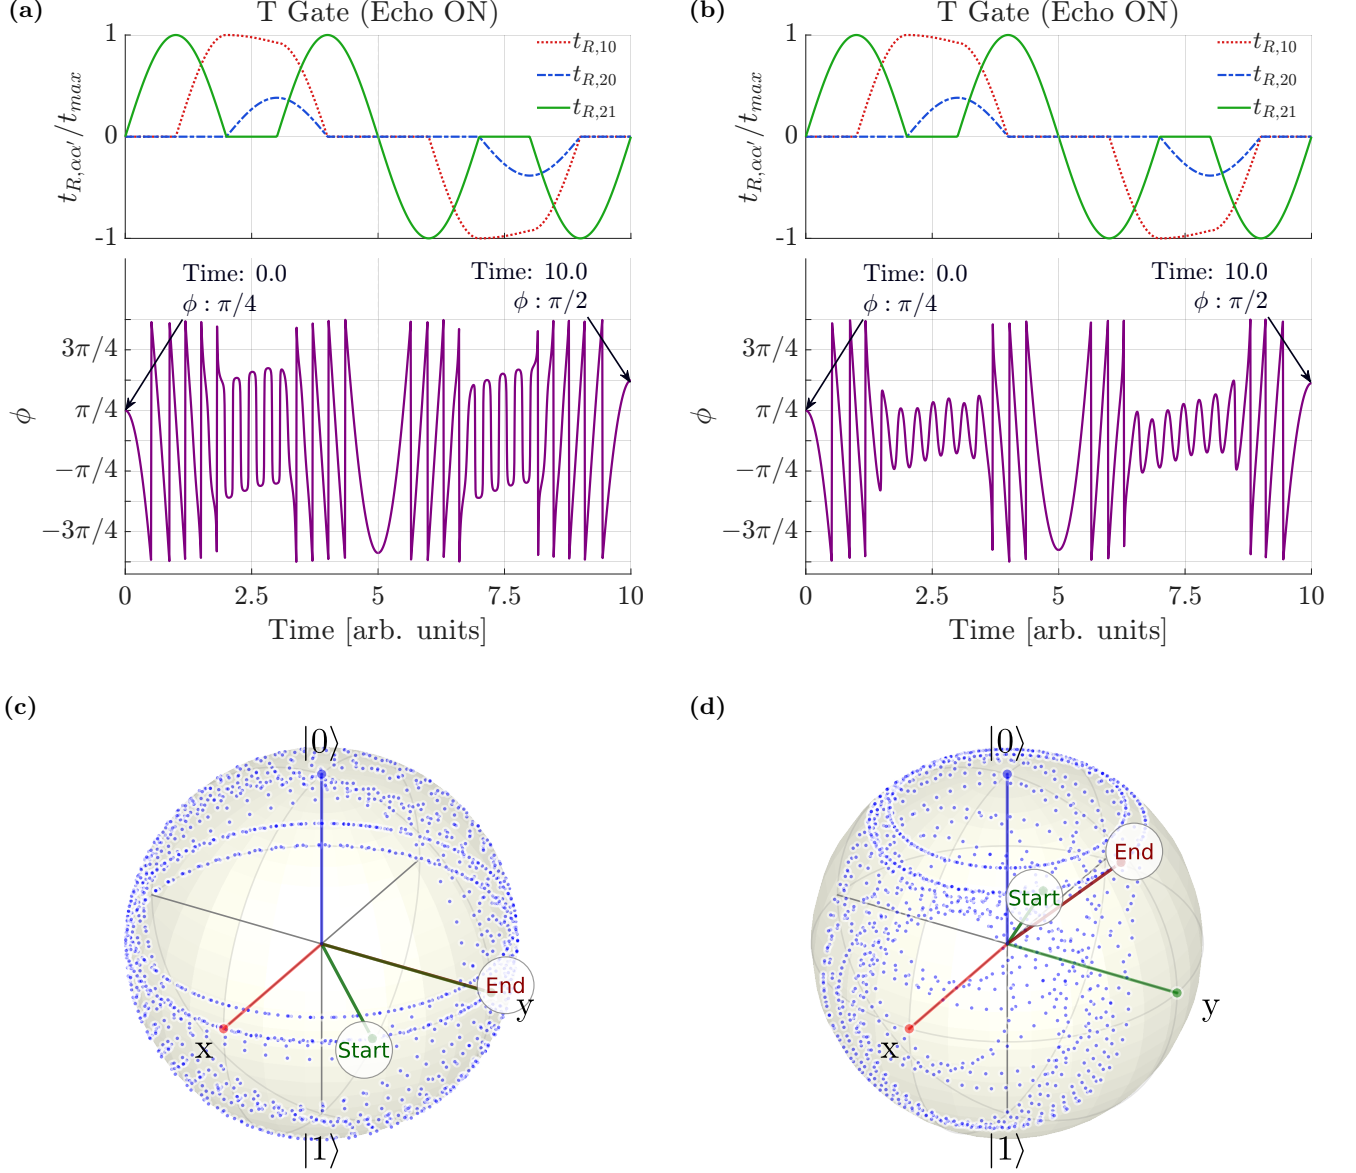 (a)
T Gate (Echo ON)
t_{R,αα′}/t_{max}
1
0
-1
t_{R,10}
t_{R,20}
t_{R,21}
Time: 0.0
ϕ : π/4
Time: 10.0
ϕ : π/2
ϕ
3π/4
π/4
−π/4
−3π/4
0
2.5
5
7.5
10
Time [arb. units]
(b)
T Gate (Echo ON)
t_{R,αα′}/t_{max}
1
0
-1
t_{R,10}
t_{R,20}
t_{R,21}
Time: 0.0
ϕ : π/4
Time: 10.0
ϕ : π/2
ϕ
3π/4
π/4
−π/4
−3π/4
0
2.5
5
7.5
10
Time [arb. units]
(c)
|0⟩
End
y
x
Start
|1⟩
(d)
|0⟩
End
Start
y
x
|1⟩